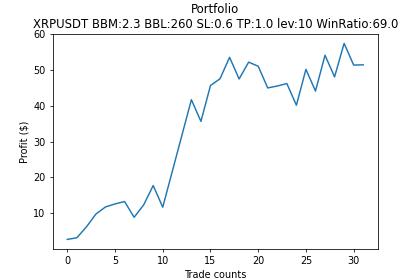 Portfolio
XRPUSDT BBM:2.3 BBL:260 SL:0.6 TP:1.0 lev:10 WinRatio:69.0
60
50
40
30
20
10
Profit ($)
0 5 10 15 20 25 30
Trade counts